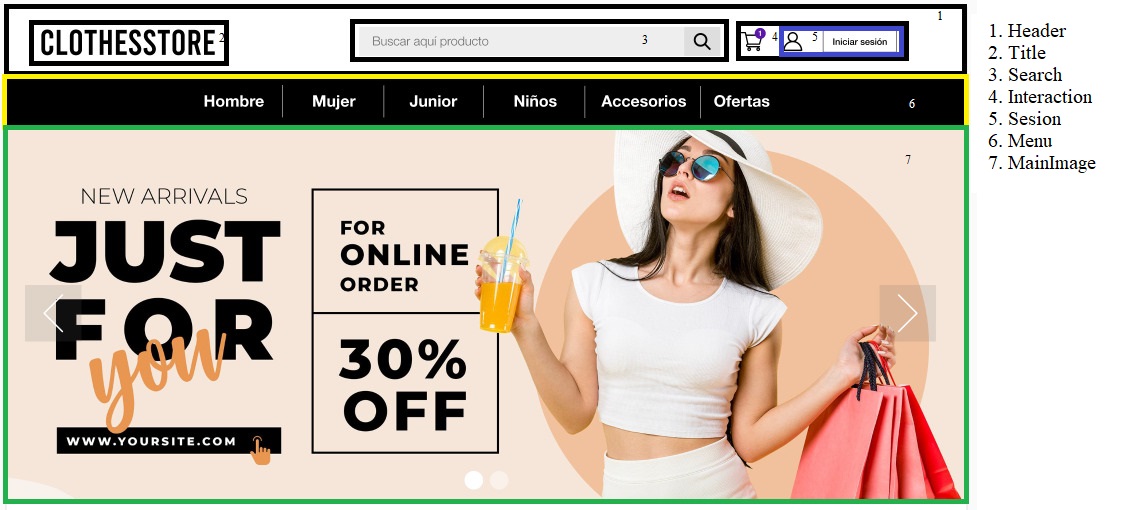 1
CLOTHESSTORE 2
Buscar aquí producto 3
1 4 5 Iniciar sesión
Hombre Mujer Junior Niños Accesorios Ofertas 6
7
NEW ARRIVALS
JUST
FOR
you
WWW.YOURSITE.COM
FOR
ONLINE
ORDER
30%
OFF
1. Header
2. Title
3. Search
4. Interaction
5. Sesion
6. Menu
7. MainImage